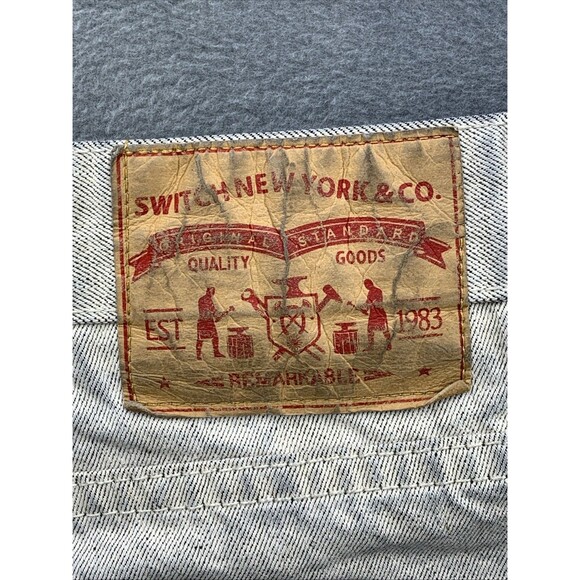 SWITCH NEW YORK & CO.
ORIGINAL STANDARD
QUALITY GOODS
EST 1983
REMARKABLE